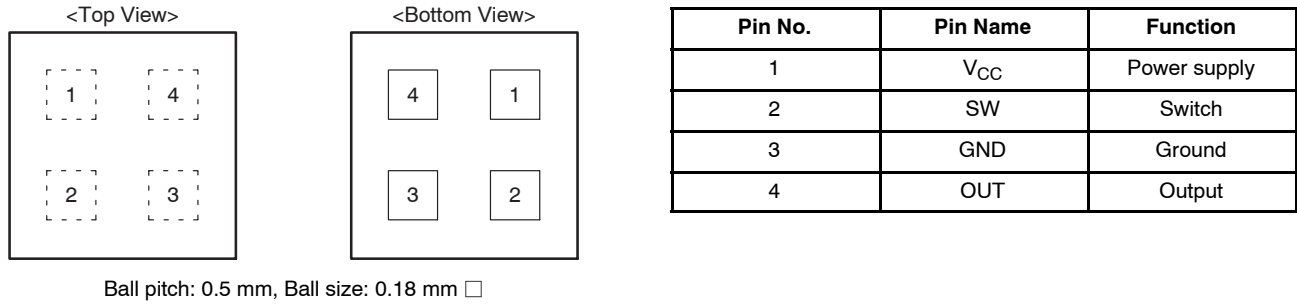 <Top View>
1 4
2 3
<Bottom View>
4 1
3 2
Ball pitch: 0.5 mm, Ball size: 0.18 mm □
Pin No. Pin Name Function
1 VCC Power supply
2 SW Switch
3 GND Ground
4 OUT Output